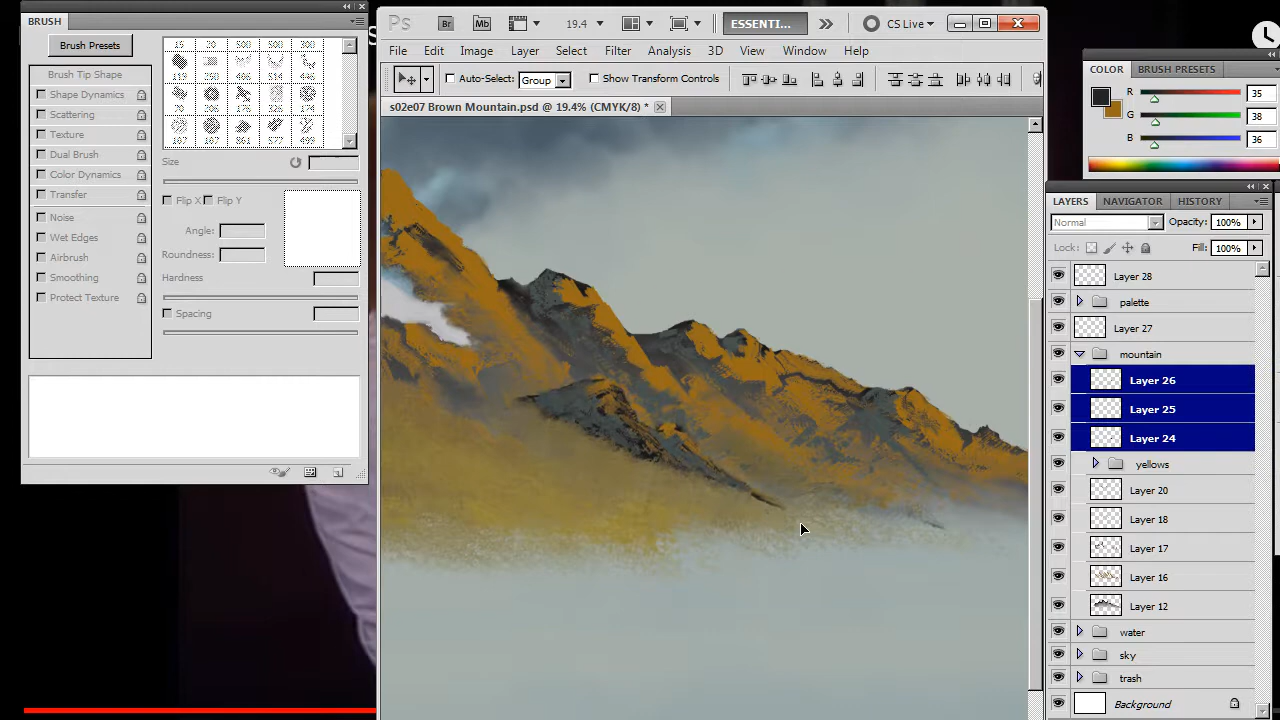 BRUSH
Brush Presets
Brush Tip Shape
Shape Dynamics
Scattering
Texture
Dual Brush
Color Dynamics
Transfer
Noise
Wet Edges
Airbrush
Smoothing
Protect Texture
Size
Flip X Flip Y
Angle:
Roundness:
Hardness
Spacing
Ps Br Mb 19.4 ESSENTI... CS Live
File Edit Image Layer Select Filter Analysis 3D View Window Help
Auto-Select: Group Show Transform Controls
s02e07 Brown Mountain.psd @ 19.4% (CMYK/8) *
COLOR BRUSH PRESETS
R 35
G 38
B 36
LAYERS NAVIGATOR HISTORY
Normal Opacity: 100%
Lock: Fill: 100%
Layer 28
palette
Layer 27
mountain
Layer 26
Layer 25
Layer 24
yellows
Layer 20
Layer 18
Layer 17
Layer 16
Layer 12
water
sky
trash
Background